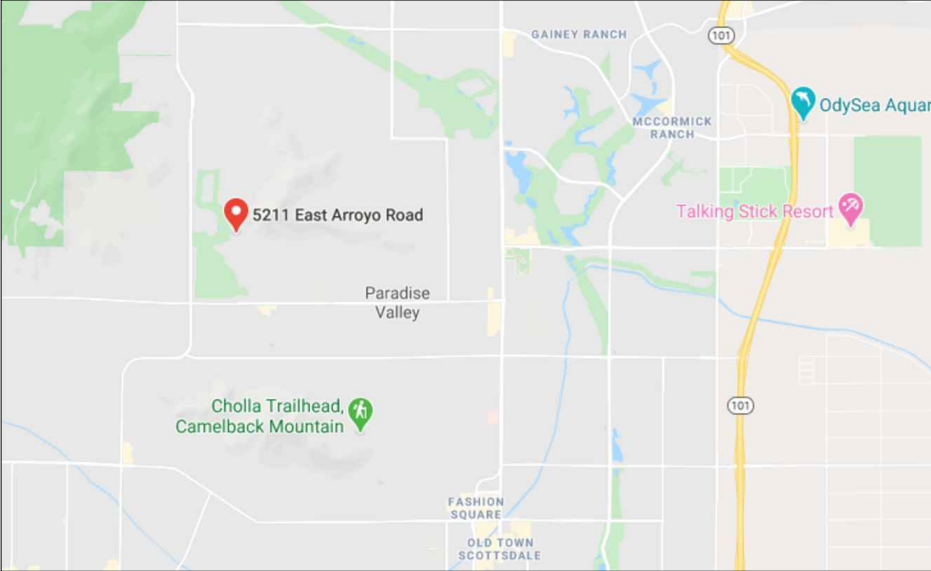 GAINEY RANCH
101
OdySea Aquar
MCCORMICK
RANCH
Talking Stick Resort
5211 East Arroyo Road
Paradise
Valley
Cholla Trailhead,
Camelback Mountain
101
FASHION
SQUARE
OLD TOWN
SCOTTSDALE